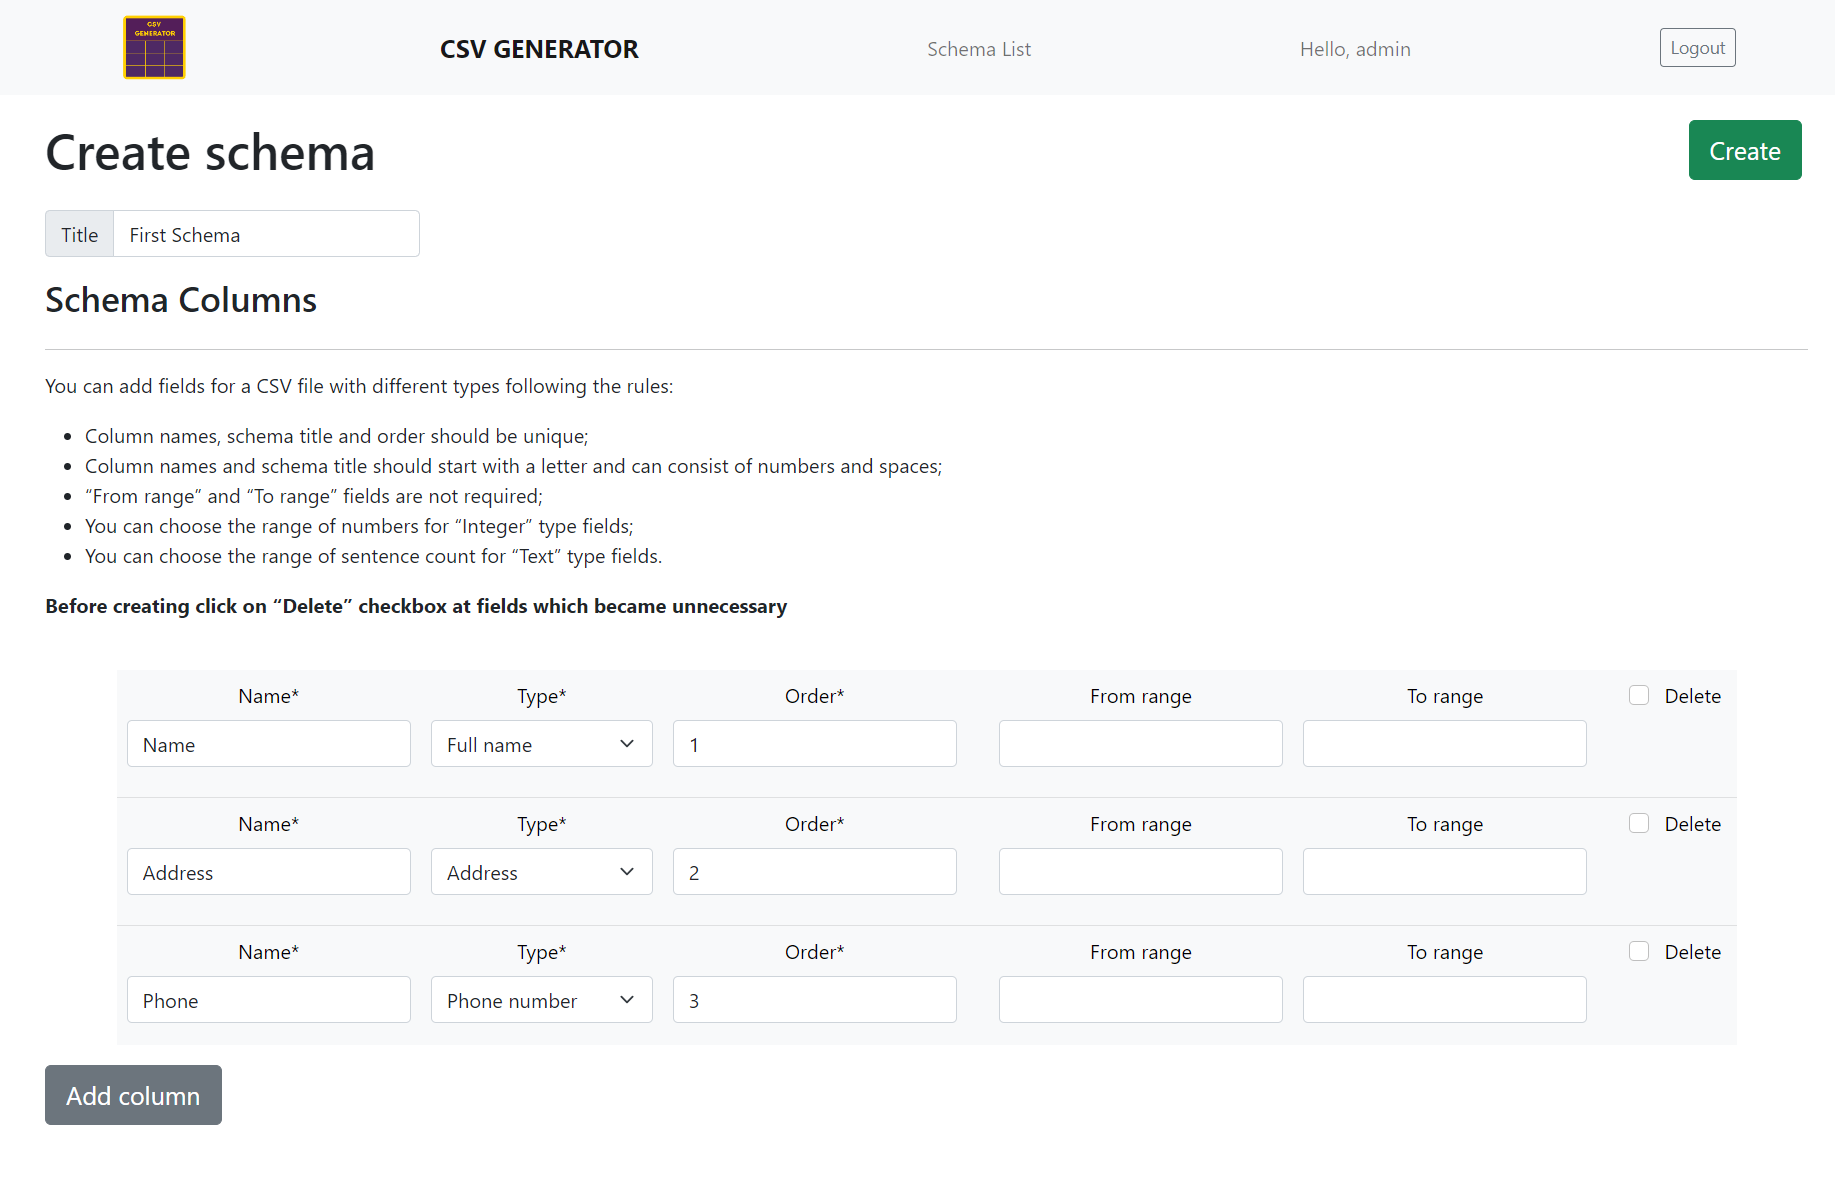 CSV
GENERATOR
CSV GENERATOR
Schema List
Hello, admin
Logout
Create schema
Create
Title
First Schema
Schema Columns
You can add fields for a CSV file with different types following the rules:
Column names, schema title and order should be unique;
Column names and schema title should start with a letter and can consist of numbers and spaces;
“From range” and “To range” fields are not required;
You can choose the range of numbers for “Integer” type fields;
You can choose the range of sentence count for “Text” type fields.
Before creating click on “Delete” checkbox at fields which became unnecessary
Name* Type* Order* From range To range Delete
Name Full name 1
Name* Type* Order* From range To range Delete
Address Address 2
Name* Type* Order* From range To range Delete
Phone Phone number 3
Add column